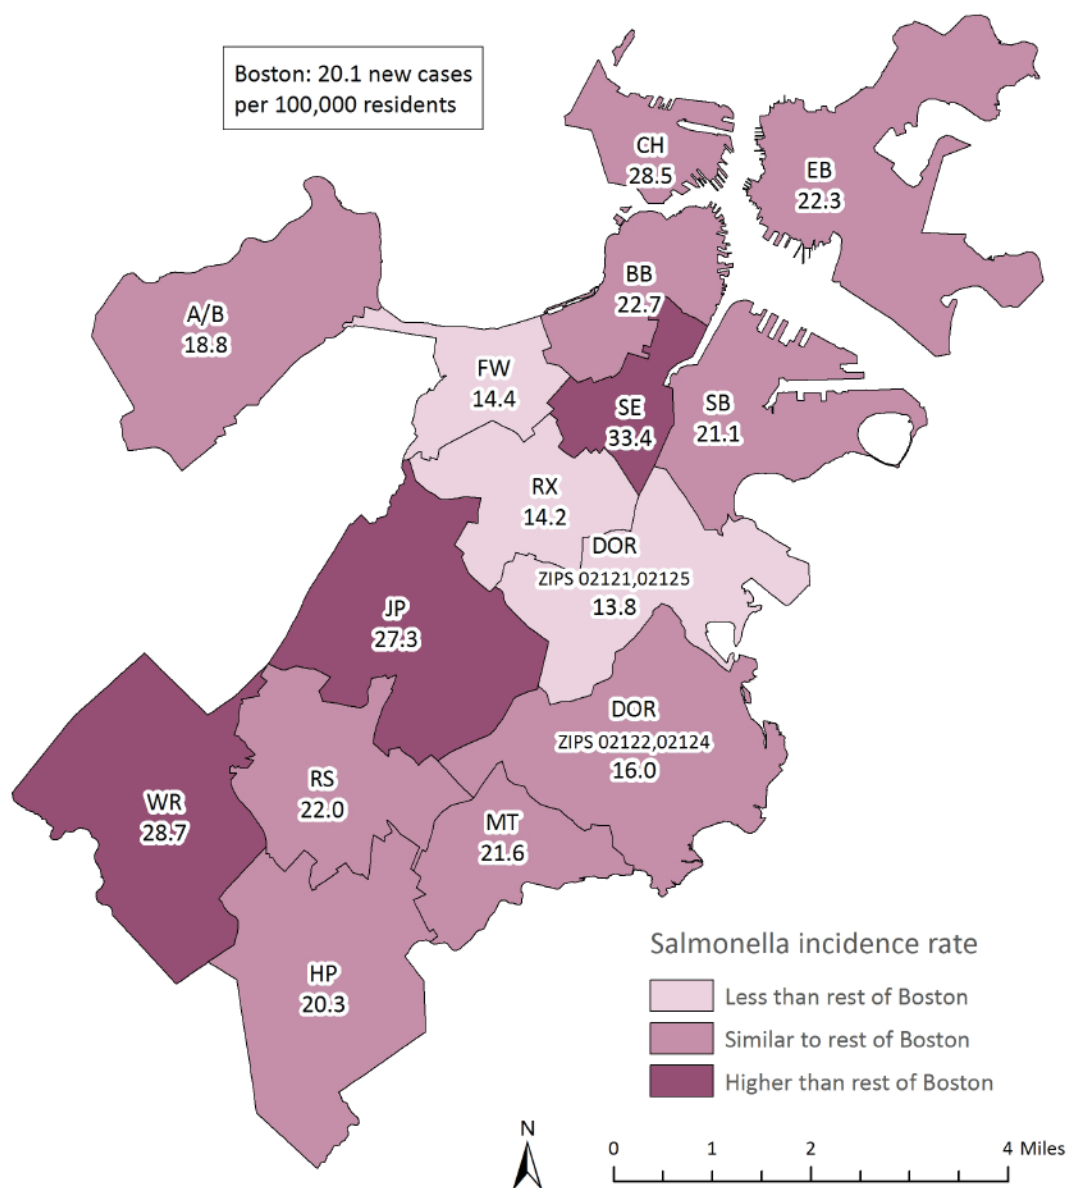 Boston: 20.1 new cases
per 100,000 residents
CH
28.5
EB
22.3
BB
22.7
A/B
18.8
FW
14.4
SE
33.4
SB
21.1
RX
14.2
DOR
ZIPS 02121,02125
13.8
JP
27.3
DOR
ZIPS 02122,02124
16.0
RS
22.0
WR
28.7
MT
21.6
HP
20.3
Salmonella incidence rate
Less than rest of Boston
Similar to rest of Boston
Higher than rest of Boston
N
0 1 2 4 Miles